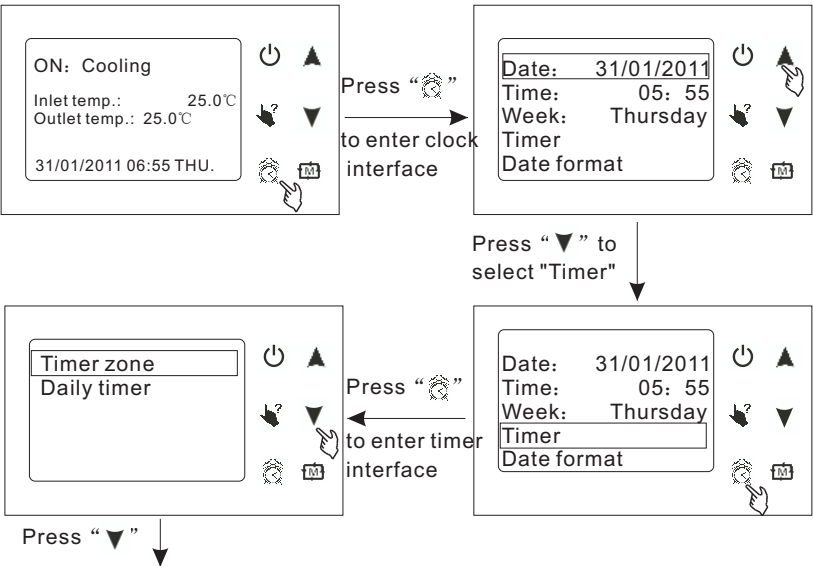 ON: Cooling
Inlet temp.: 25.0℃
Outlet temp.: 25.0℃
31/01/2011 06:55 THU.
?
M
Press “ ”
to enter clock
interface
Date: 31/01/2011
Time: 05: 55
Week: Thursday
Timer
Date format
?
M
Press “▼” to
select "Timer"
Date: 31/01/2011
Time: 05: 55
Week: Thursday
Timer
Date format
?
M
Press “ ”
to enter timer
interface
Timer zone
Daily timer
?
M
Press “▼”